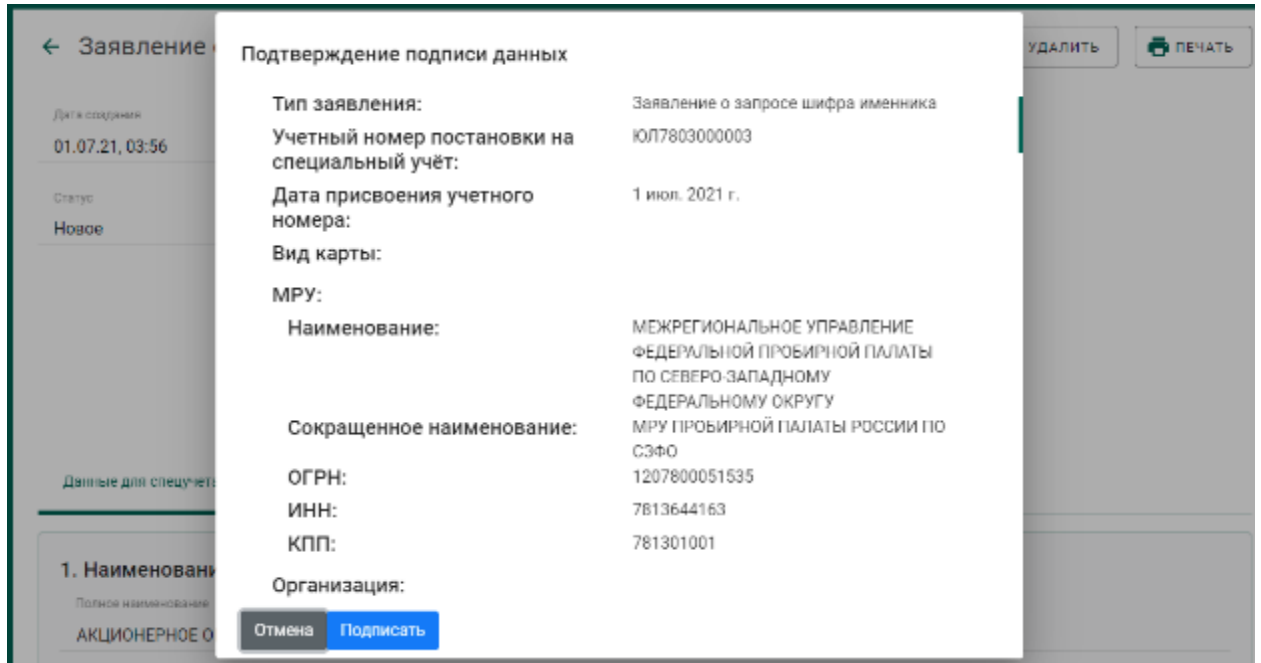 ← Заявление
УДАЛИТЬ
ПЕЧАТЬ
Дата создания
01.07.21, 03:56
Статус
Новое
Данные для спецучета
1. Наименовани
Полное наименование
АКЦИОНЕРНОЕ О
Подтверждение подписи данных
Тип заявления:
Заявление о запросе шифра именника
Учетный номер постановки на
специальный учёт:
ЮЛ7803000003
Дата присвоения учетного
номера:
1 июл. 2021 г.
Вид карты:
МРУ:
Наименование:
МЕЖРЕГИОНАЛЬНОЕ УПРАВЛЕНИЕ
ФЕДЕРАЛЬНОЙ ПРОБИРНОЙ ПАЛАТЫ
ПО СЕВЕРО-ЗАПАДНОМУ
ФЕДЕРАЛЬНОМУ ОКРУГУ
Сокращенное наименование:
МРУ ПРОБИРНОЙ ПАЛАТЫ РОССИИ ПО
СЗФО
ОГРН:
1207800051535
ИНН:
7813644163
КПП:
781301001
Организация:
Отмена
Подписать